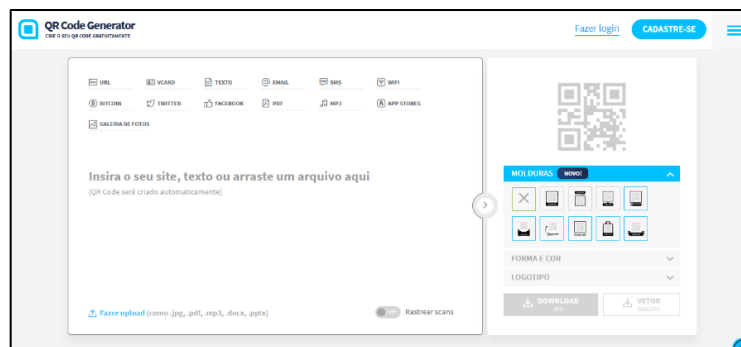 QR Code Generator
CRIE O SEU QR CODE GRATUITAMENTE
Fazer login
CADASTRE-SE
URL VCARD TEXTO EMAIL SMS WIFI
BITCOIN TWITTER FACEBOOK PDF MP3 APP STORES
GALERIA DE FOTOS
Insira o seu site, texto ou arraste um arquivo aqui
(QR Code será criado automaticamente)
Fazer upload (como .jpg, .pdf, .mp3, .docx, .pptx)
OFF Rastrear scans
MOLDURAS NOVO!
FORMA E COR
LOGOTIPO
DOWNLOAD
JPG
VETOR
SVG/EPS